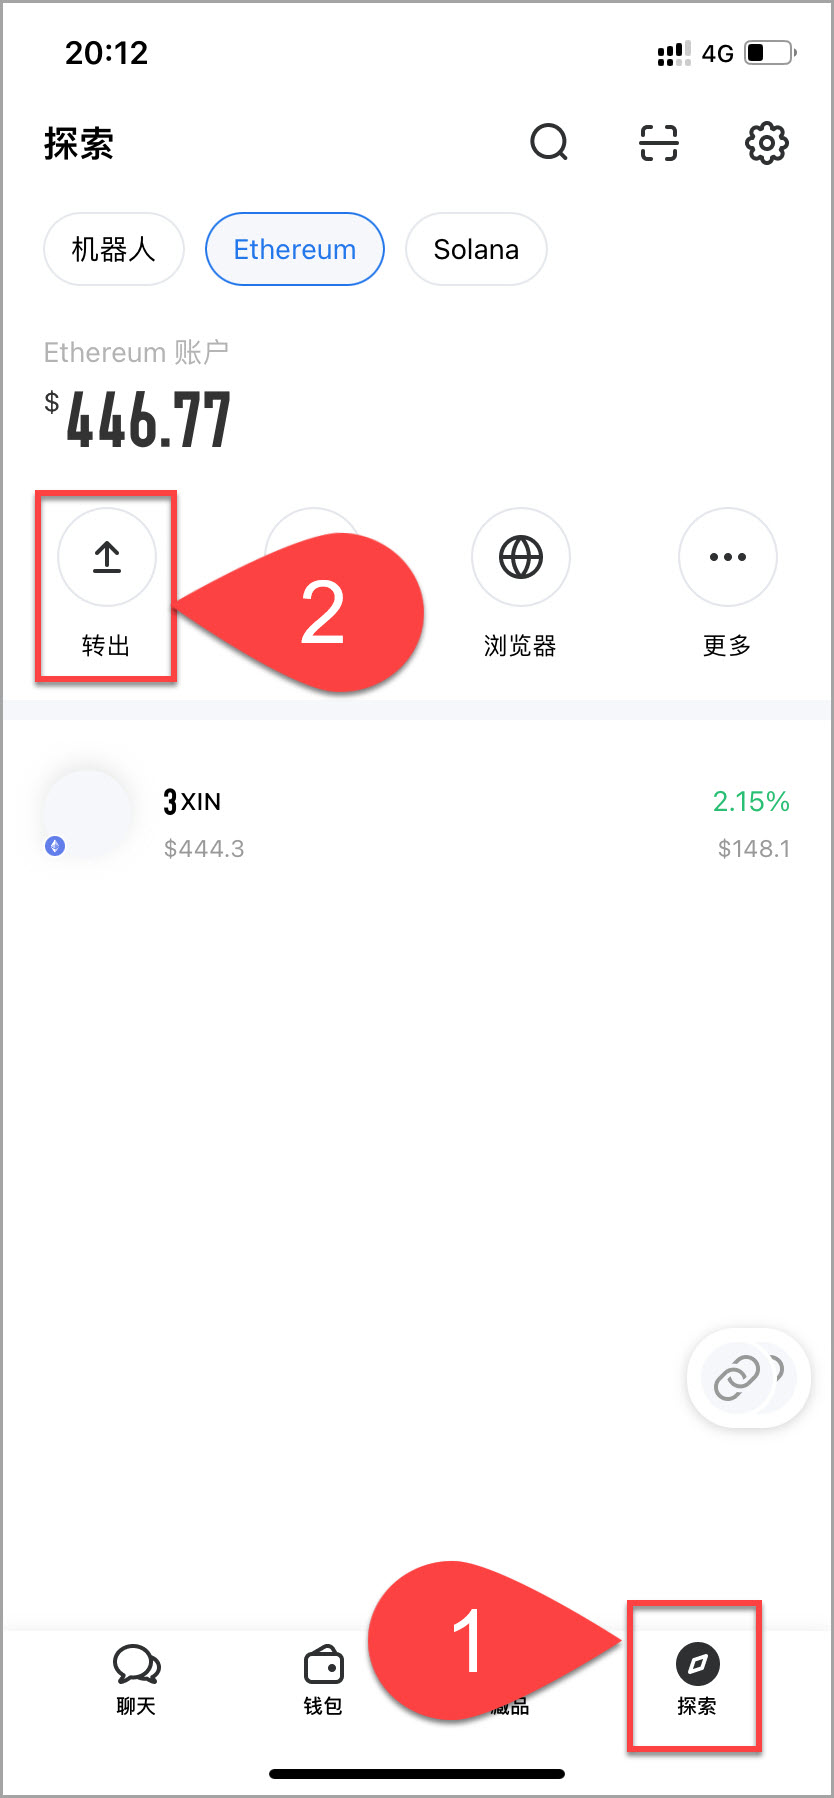 20:12
4G
探索
机器人
Ethereum
Solana
Ethereum 账户
$446.77
转出
2
浏览器
更多
3 XIN
2.15%
$444.3
$148.1
1
聊天
钱包
藏品
探索